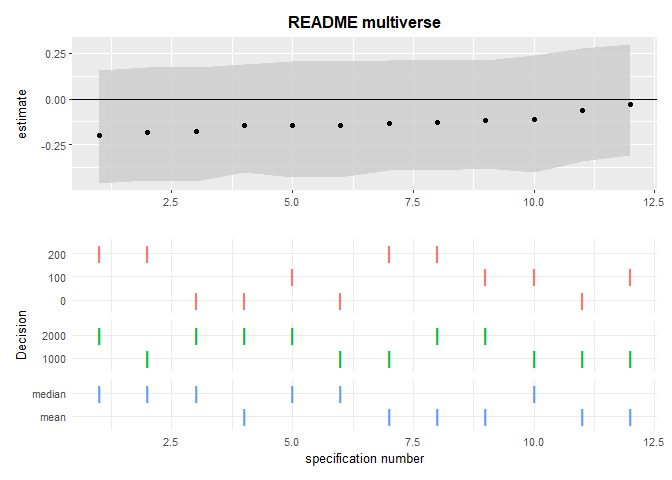 README multiverse
estimate
0.25
0.00
-0.25
2.5 5.0 7.5 10.0 12.5
Decision
200
100
0
2000
1000
median
mean
2.5 5.0 7.5 10.0 12.5
specification number